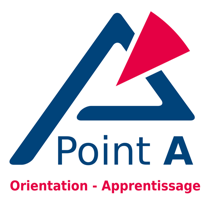 Point A
Orientation - Apprentissage